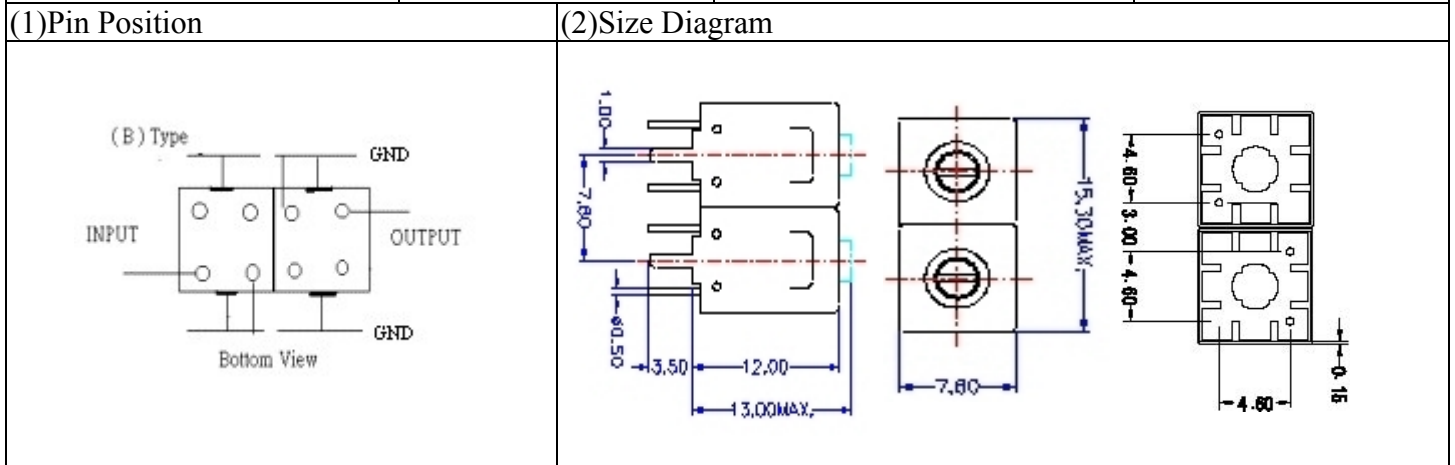 (1)Pin Position
(2)Size Diagram
( B ) Type
GND
INPUT
OUTPUT
GND
Bottom View
1.00
7.60
ø0.50
3.50
12.00
13.00MAX.
15.30MAX.
7.60
4.60
3.00
4.60
0.15
4.60